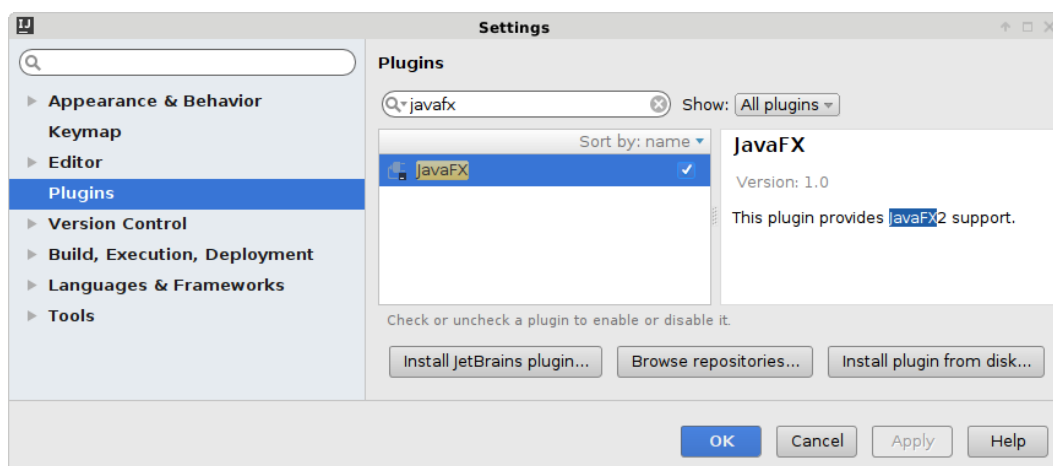 IJ
Settings
Appearance & Behavior
Keymap
Editor
Plugins
Version Control
Build, Execution, Deployment
Languages & Frameworks
Tools
Plugins
javafx
Show: All plugins
Sort by: name
JavaFX
JavaFX
Version: 1.0
This plugin provides JavaFX2 support.
Check or uncheck a plugin to enable or disable it.
Install JetBrains plugin... Browse repositories... Install plugin from disk...
OK Cancel Apply Help